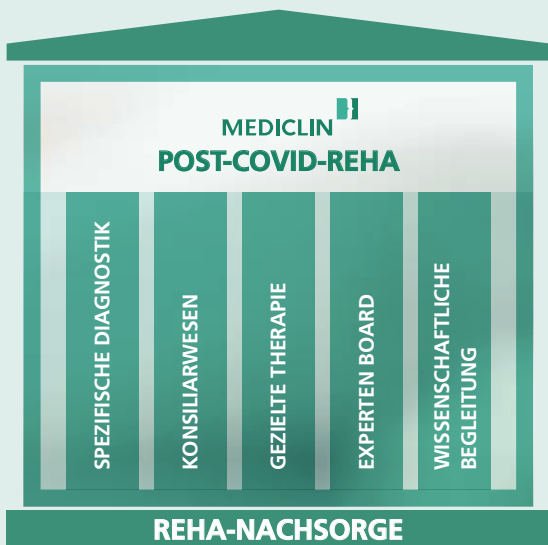 MEDICLIN
POST-COVID-REHA
SPEZIFISCHE DIAGNOSTIK
KONSILIARWESEN
GEZIELTE THERAPIE
EXPERTEN BOARD
WISSENSCHAFTLICHE
BEGLEITUNG
REHA-NACHSORGE